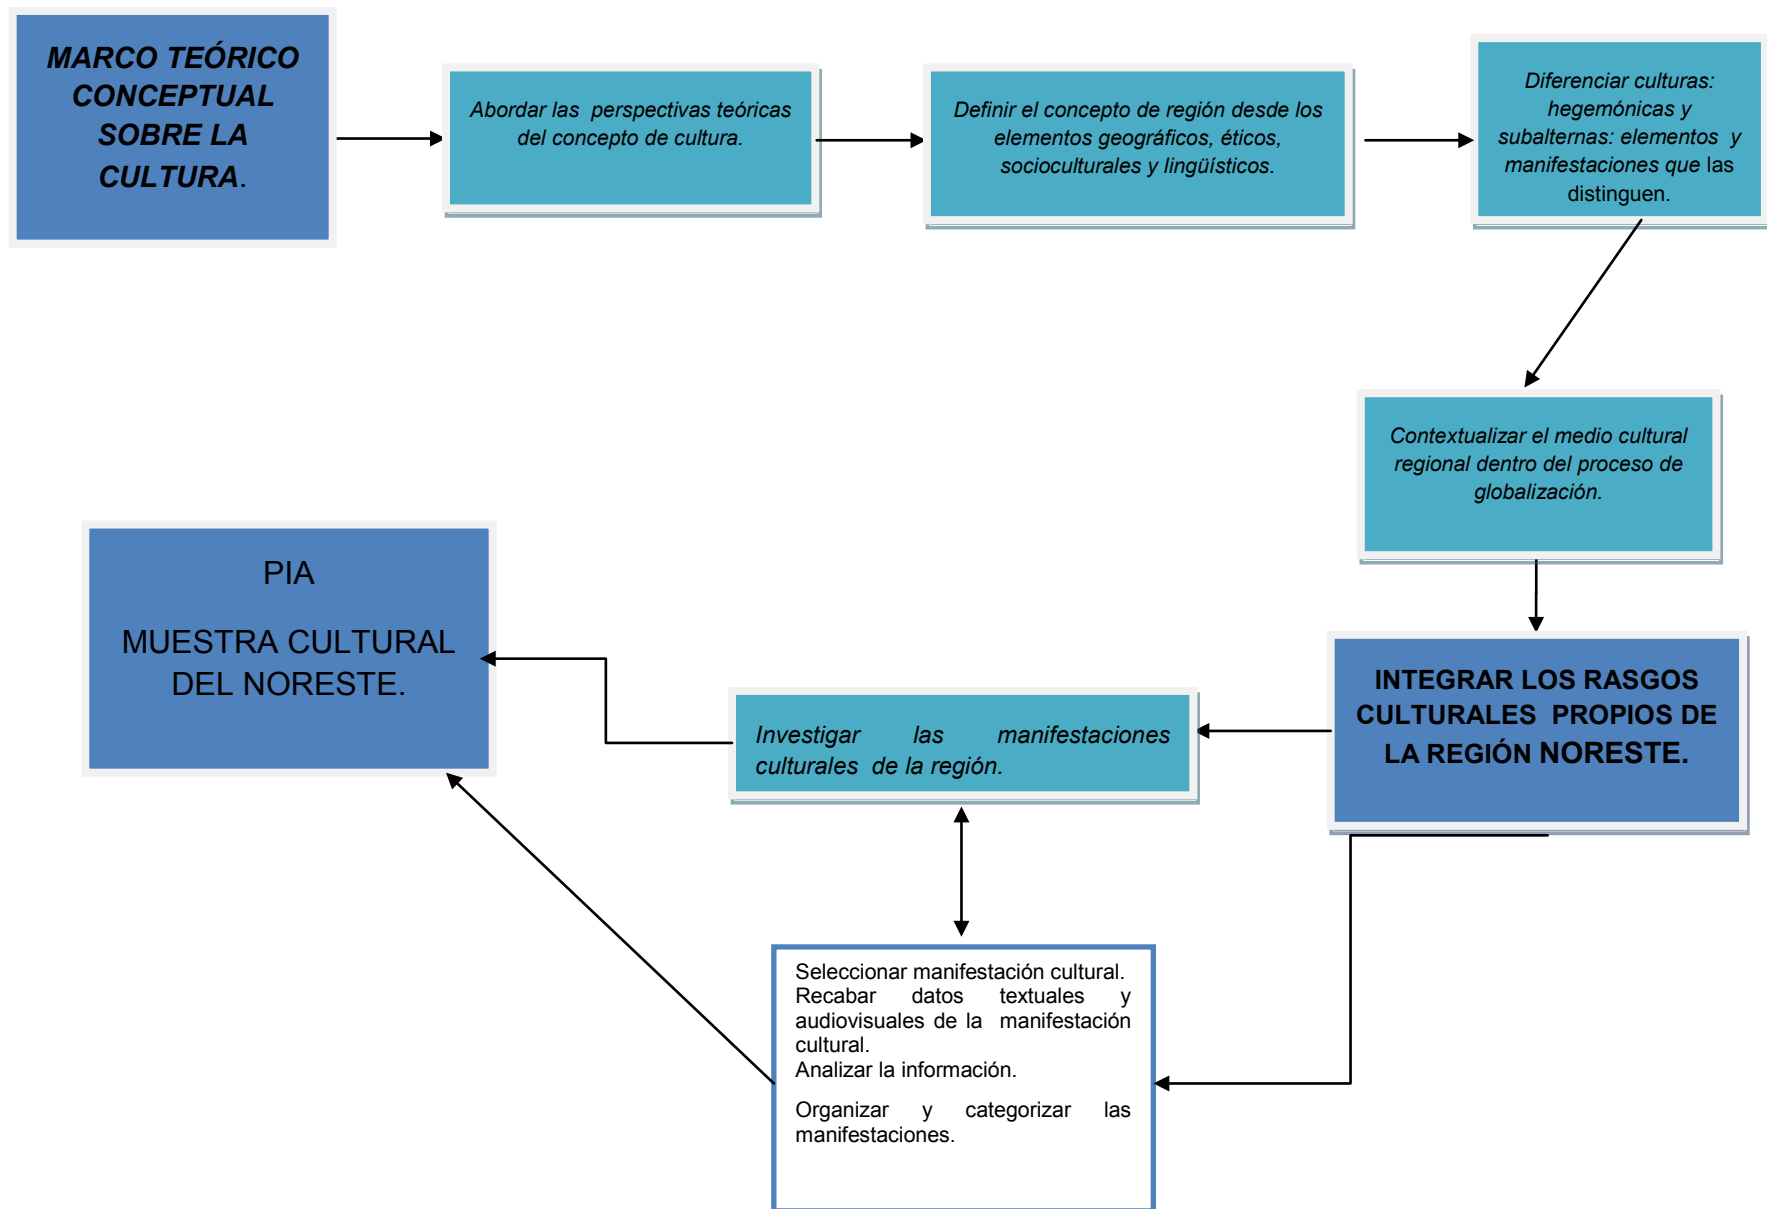 MARCO TEÓRICO
CONCEPTUAL
SOBRE LA
CULTURA.
Abordar las perspectivas teóricas
del concepto de cultura.
Definir el concepto de región desde los
elementos geográficos, éticos,
socioculturales y lingüísticos.
Diferenciar culturas:
hegemónicas y
subalternas: elementos y
manifestaciones que las
distinguen.
Contextualizar el medio cultural
regional dentro del proceso de
globalización.
INTEGRAR LOS RASGOS
CULTURALES PROPIOS DE
LA REGIÓN NORESTE.
Investigar las manifestaciones
culturales de la región.
Seleccionar manifestación cultural.
Recabar datos textuales y
audiovisuales de la manifestación
cultural.
Analizar la información.
Organizar y categorizar las
manifestaciones.
PIA
MUESTRA CULTURAL
DEL NORESTE.